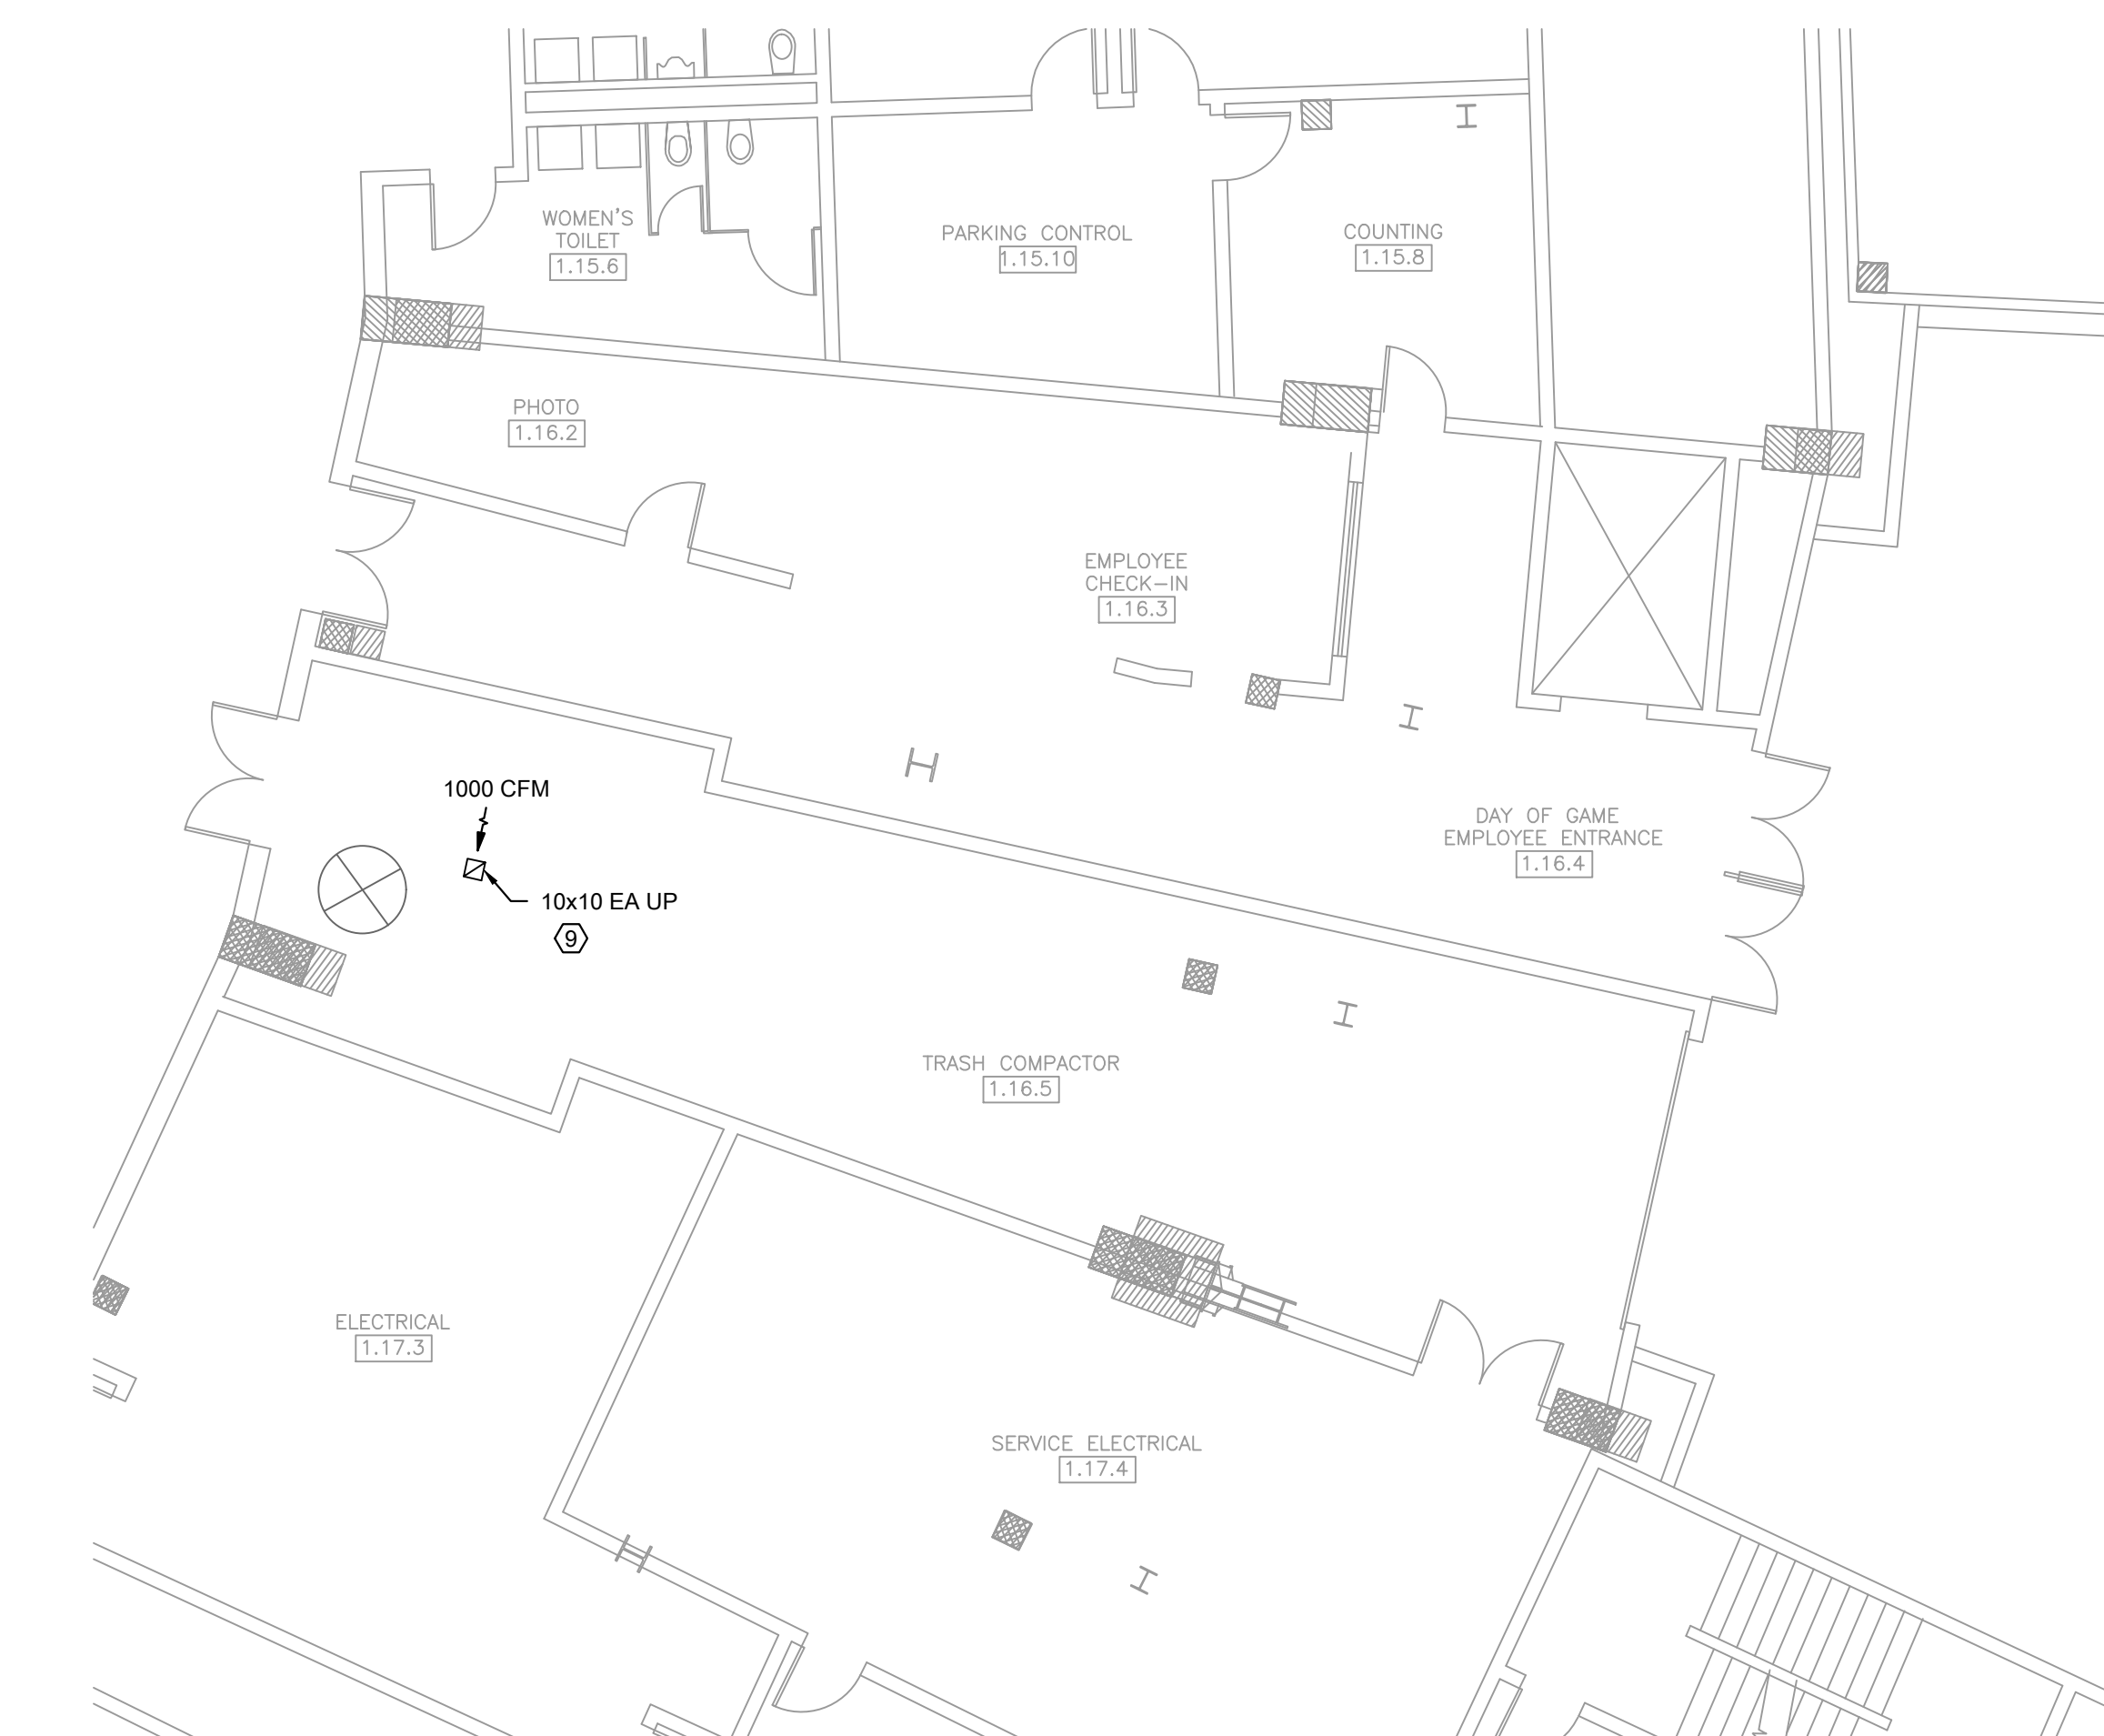 WOMEN'S
TOILET
1.15.6
PARKING CONTROL
1.15.10
COUNTING
1.15.8
PHOTO
1.16.2
EMPLOYEE
CHECK-IN
1.16.3
1000 CFM
10x10 EA UP
9
DAY OF GAME
EMPLOYEE ENTRANCE
1.16.4
TRASH COMPACTOR
1.16.5
ELECTRICAL
1.17.3
SERVICE ELECTRICAL
1.17.4